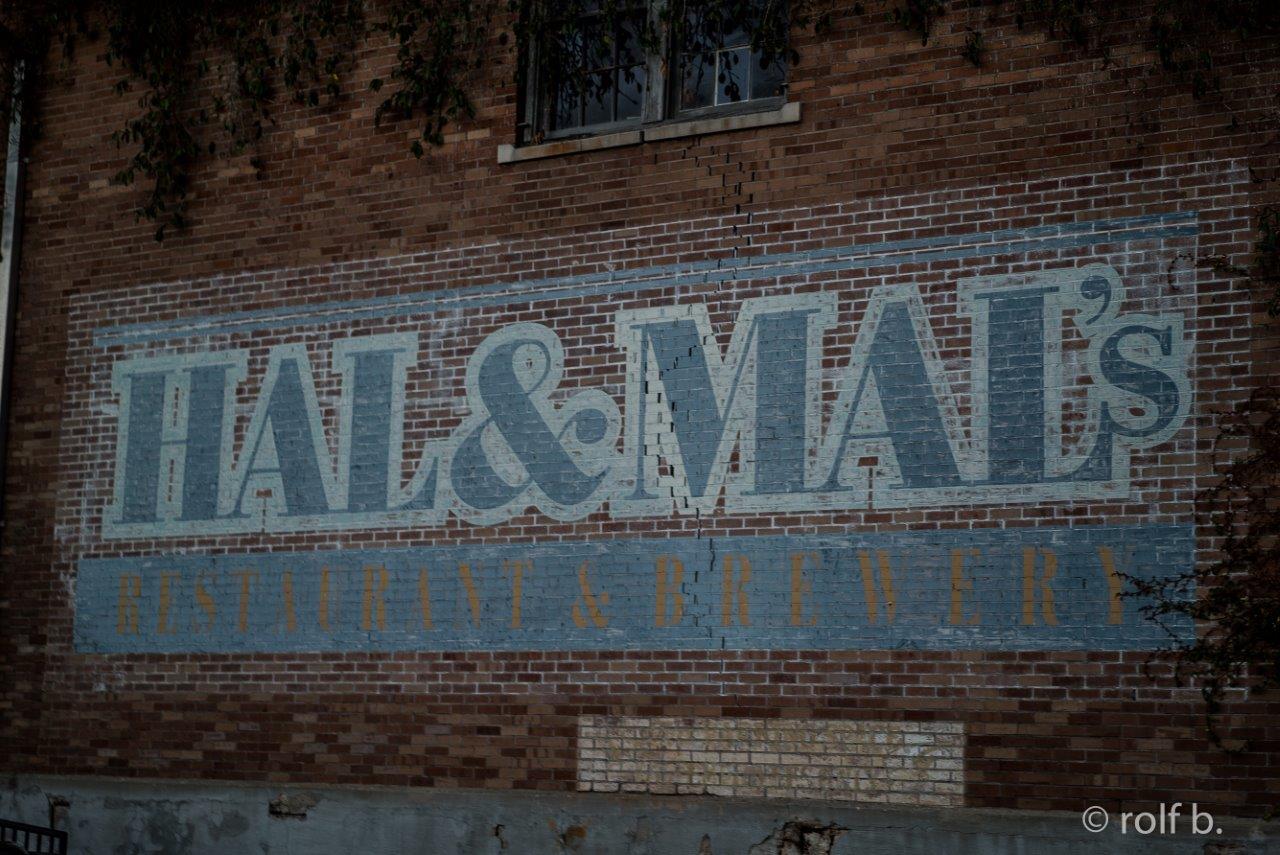 HAL & MAL's
RESTAURANT & BREWERY
© rolf b.